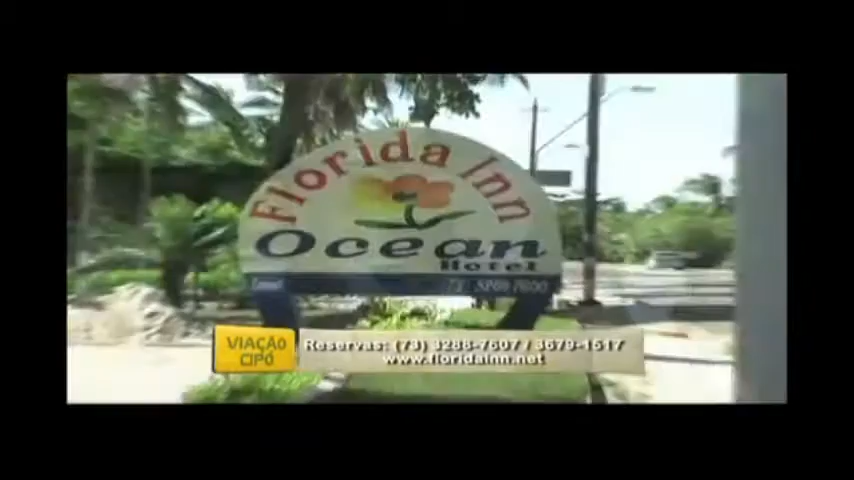 Florida Inn
Ocean
Hotel
VIAÇÃO
CIPÓ
Reservas: (73) 3288-7607 / 3679-1517
www.floridainn.net